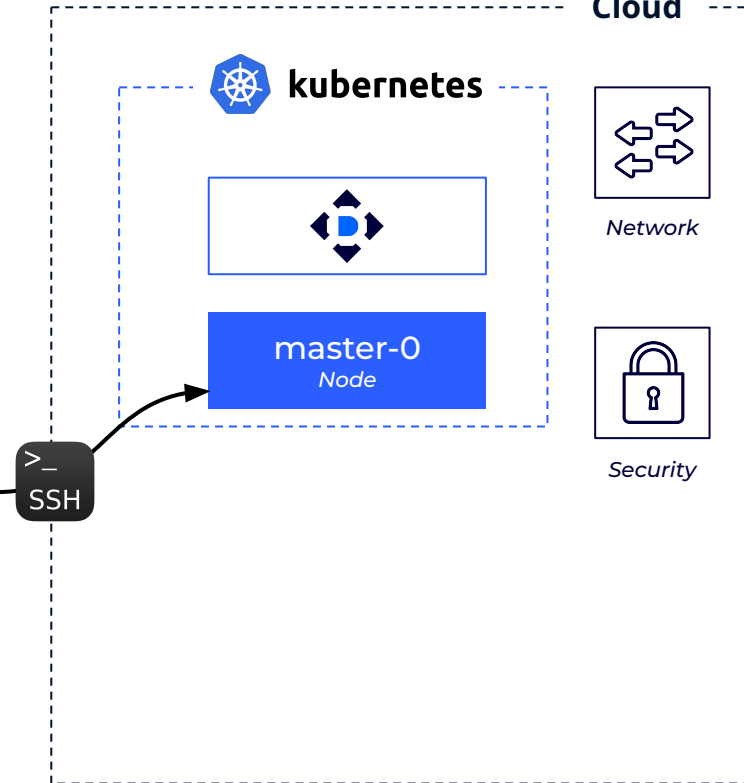 Cloud
kubernetes
D
Network
master-0
Node
>_
SSH
Security